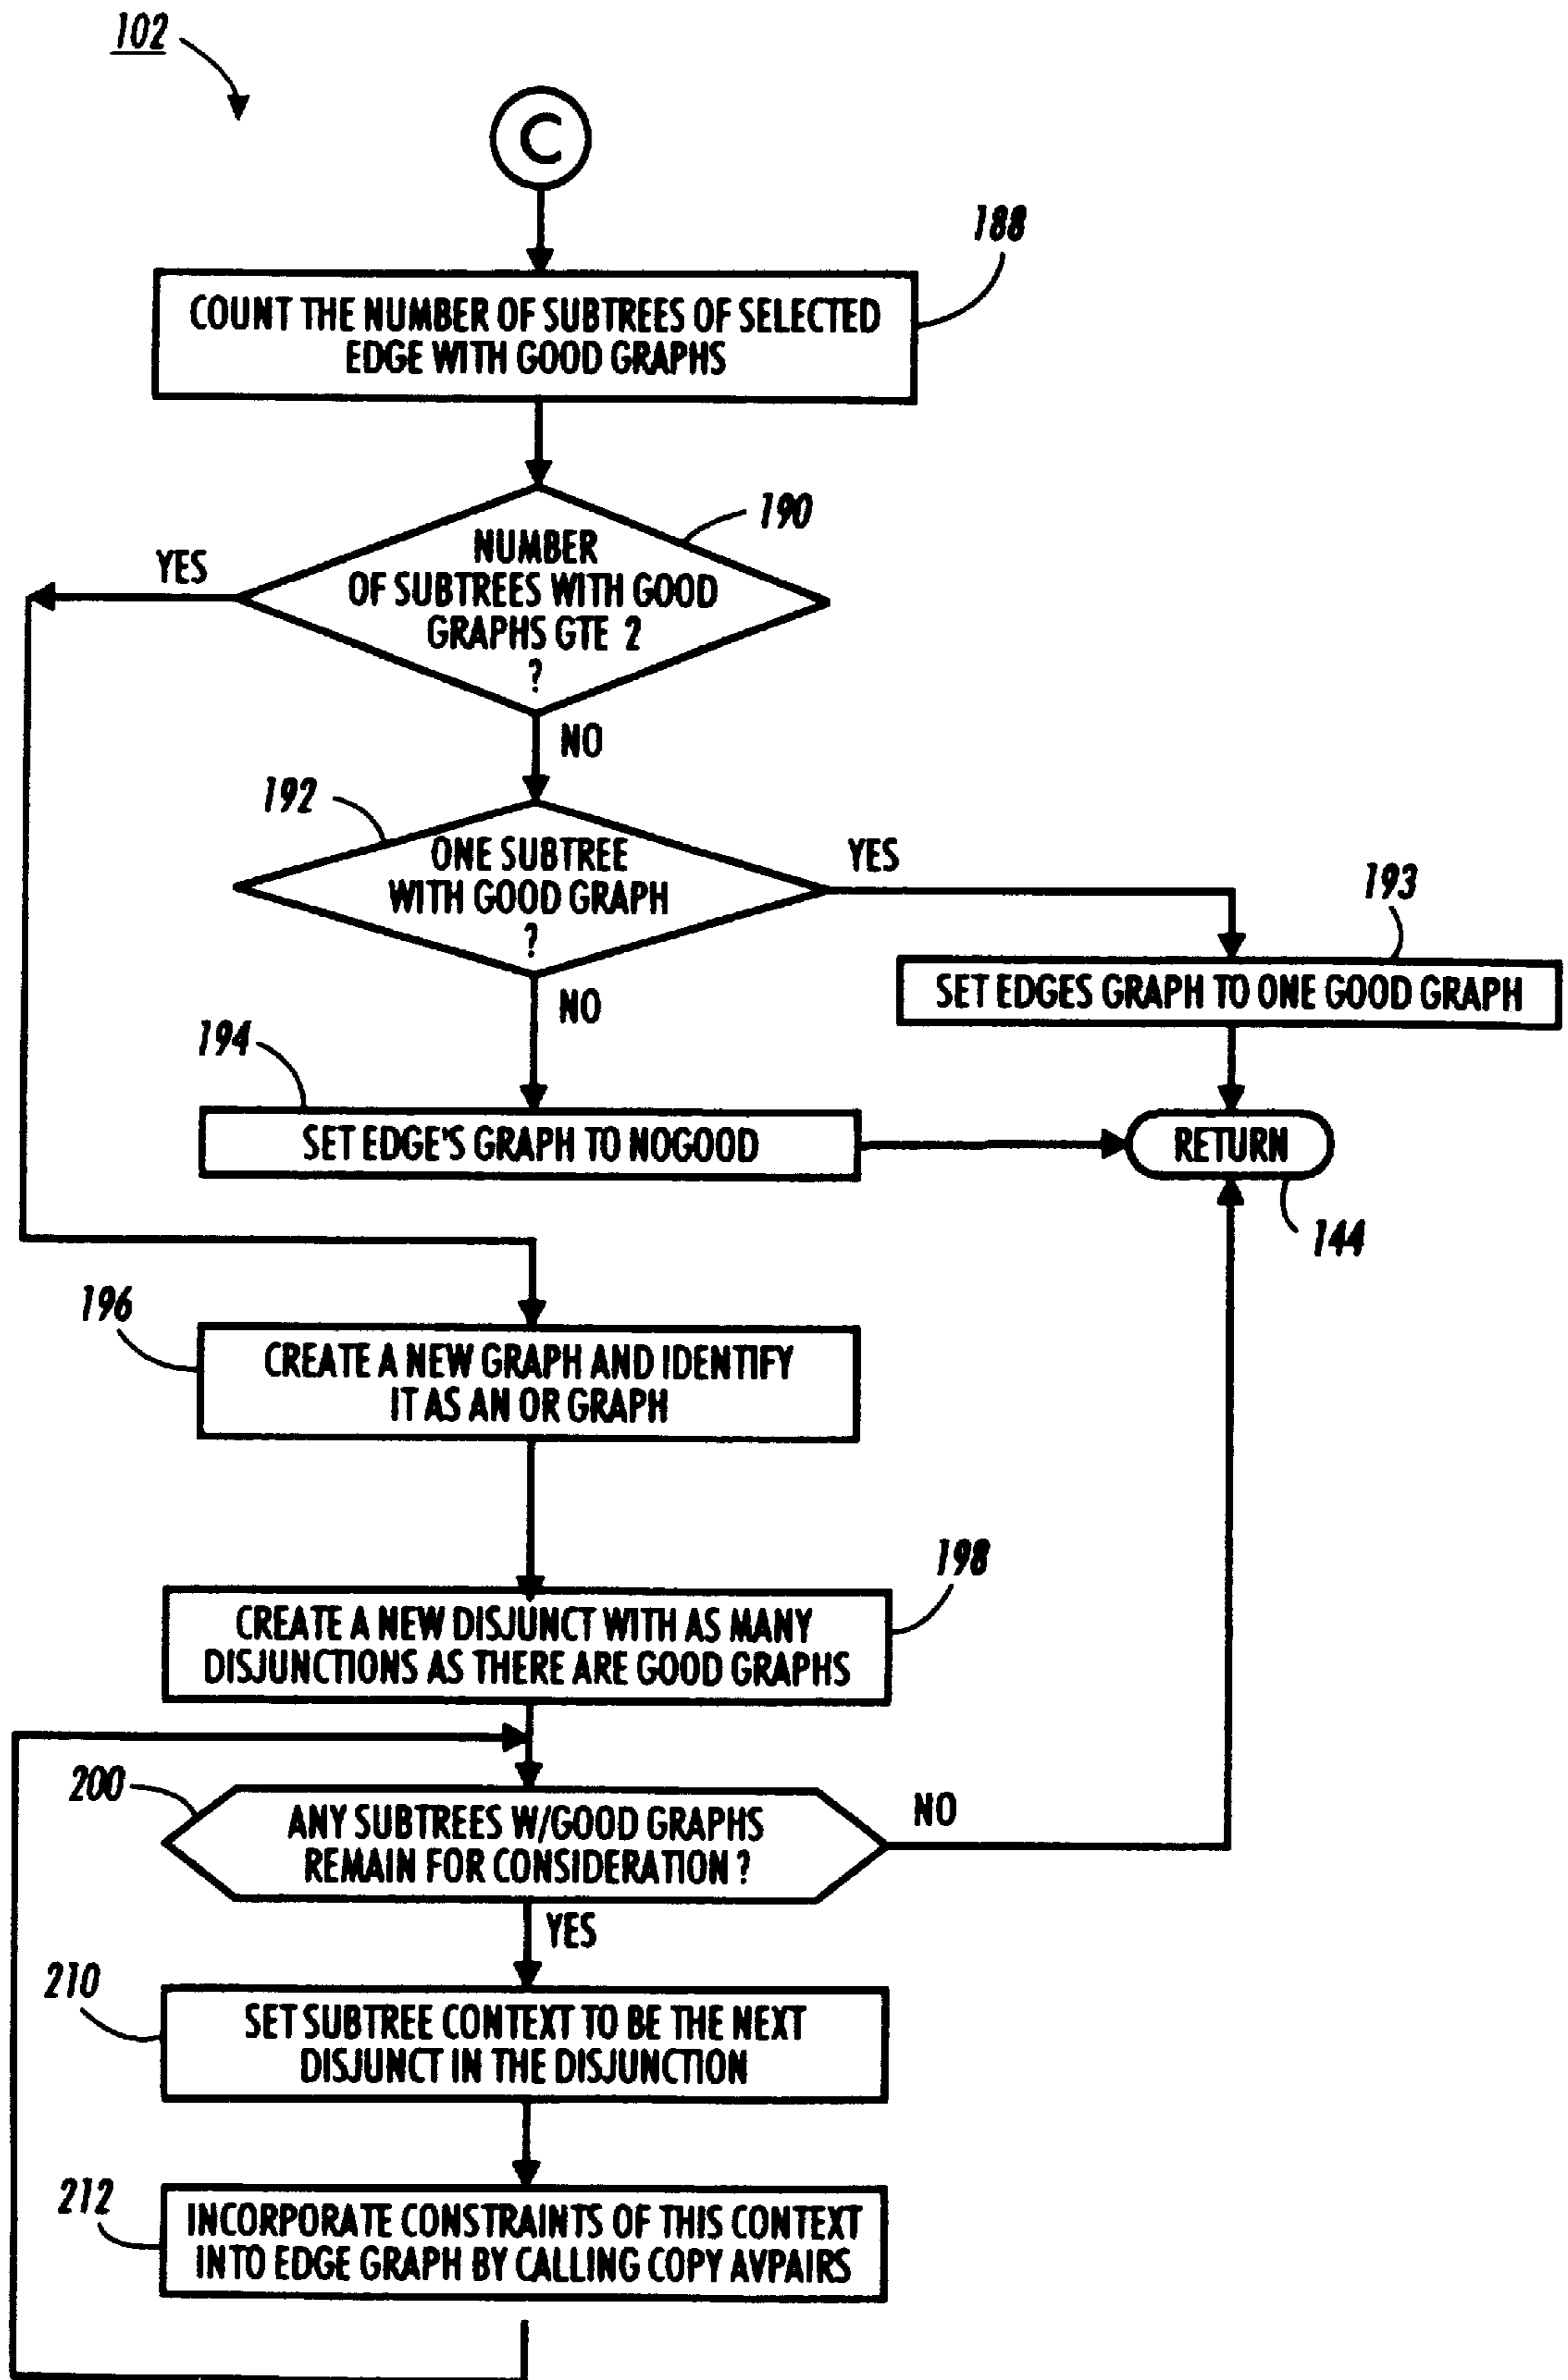 102
C
188
COUNT THE NUMBER OF SUBTREES OF SELECTED
EDGE WITH GOOD GRAPHS
190
YES
NUMBER
OF SUBTREES WITH GOOD
GRAPHS GTE 2
?
NO
192
ONE SUBTREE
WITH GOOD GRAPH
?
YES
193
SET EDGES GRAPH TO ONE GOOD GRAPH
NO
194
SET EDGE'S GRAPH TO NOGOOD
RETURN
144
196
CREATE A NEW GRAPH AND IDENTIFY
IT AS AN OR GRAPH
198
CREATE A NEW DISJUNCT WITH AS MANY
DISJUNCTIONS AS THERE ARE GOOD GRAPHS
200
ANY SUBTREES W/GOOD GRAPHS
REMAIN FOR CONSIDERATION ?
NO
YES
210
SET SUBTREE CONTEXT TO BE THE NEXT
DISJUNCT IN THE DISJUNCTION
212
INCORPORATE CONSTRAINTS OF THIS CONTEXT
INTO EDGE GRAPH BY CALLING COPY AVPAIRS